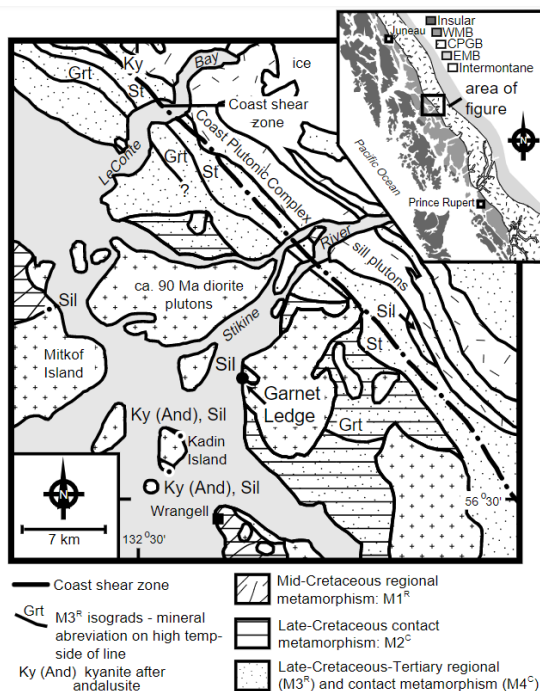 Insular
WMB
CPGB
EMB
Intermontane
Juneau
area of
figure
N
Pacific Ocean
Prince Rupert
Grt
Ky
St
Bay
ice
Coast shear
zone
LeConte
Grt
?
St
Coast Plutonic Complex
River
Stikine
sill plutons
Sil
ca. 90 Ma diorite
plutons
Mitkof
Island
Sil
Sil
St
Garnet
Ledge
Grt
Ky (And), Sil
Kadin
Island
Ky (And), Sil
Wrangell
N
7 km
132 º30'
56 º30'
Coast shear zone
Grt M3ᴿ isograds - mineral
abreviation on high temp-
side of line
Ky (And) kyanite after
andalusite
Mid-Cretaceous regional
metamorphism: M1ᴿ
Late-Cretaceous contact
metamorphism: M2ᶜ
Late-Cretaceous-Tertiary regional
(M3ᴿ) and contact metamorphism (M4ᶜ)